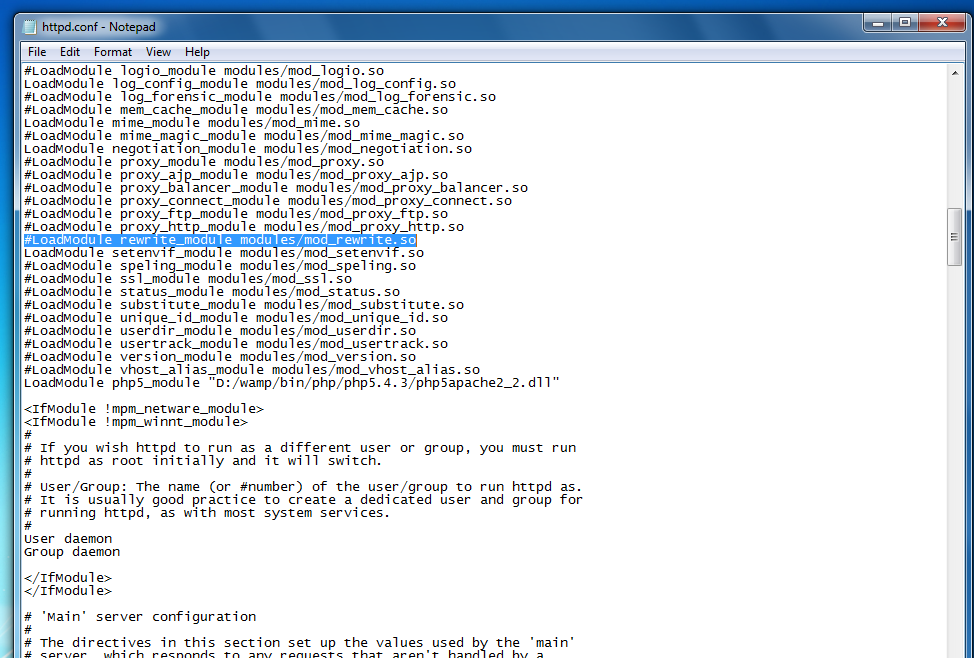 httpd.conf - Notepad
File Edit Format View Help
#LoadModule logio_module modules/mod_logio.so
LoadModule log_config_module modules/mod_log_config.so
#LoadModule log_forensic_module modules/mod_log_forensic.so
#LoadModule mem_cache_module modules/mod_mem_cache.so
LoadModule mime_module modules/mod_mime.so
#LoadModule mime_magic_module modules/mod_mime_magic.so
LoadModule negotiation_module modules/mod_negotiation.so
#LoadModule proxy_module modules/mod_proxy.so
#LoadModule proxy_ajp_module modules/mod_proxy_ajp.so
#LoadModule proxy_balancer_module modules/mod_proxy_balancer.so
#LoadModule proxy_connect_module modules/mod_proxy_connect.so
#LoadModule proxy_ftp_module modules/mod_proxy_ftp.so
#LoadModule proxy_http_module modules/mod_proxy_http.so
#LoadModule rewrite_module modules/mod_rewrite.so
LoadModule setenvif_module modules/mod_setenvif.so
#LoadModule speling_module modules/mod_speling.so
#LoadModule ssl_module modules/mod_ssl.so
#LoadModule status_module modules/mod_status.so
#LoadModule substitute_module modules/mod_substitute.so
#LoadModule unique_id_module modules/mod_unique_id.so
#LoadModule userdir_module modules/mod_userdir.so
#LoadModule usertrack_module modules/mod_usertrack.so
#LoadModule version_module modules/mod_version.so
#LoadModule vhost_alias_module modules/mod_vhost_alias.so
LoadModule php5_module "D:/wamp/bin/php/php5.4.3/php5apache2_2.dll"
<IfModule !mpm_netware_module>
<IfModule !mpm_winnt_module>
#
# If you wish httpd to run as a different user or group, you must run
# httpd as root initially and it will switch.
#
# User/Group: The name (or #number) of the user/group to run httpd as.
# It is usually good practice to create a dedicated user and group for
# running httpd, as with most system services.
#
User daemon
Group daemon
</IfModule>
</IfModule>
# 'Main' server configuration
#
# The directives in this section set up the values used by the 'main'
# server, which responds to any requests that aren't handled by a